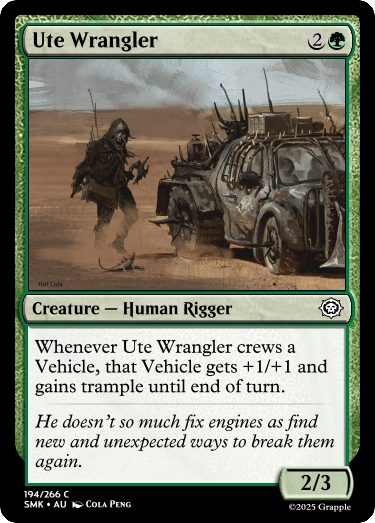 Ute Wrangler 2
Hot Cola
Creature — Human Rigger
Whenever Ute Wrangler crews a
Vehicle, that Vehicle gets +1/+1 and
gains trample until end of turn.
He doesn't so much fix engines as find
new and unexpected ways to break them
again.
2/3
194/266 C
SMK • AU Cola Peng
©2025 Grapple